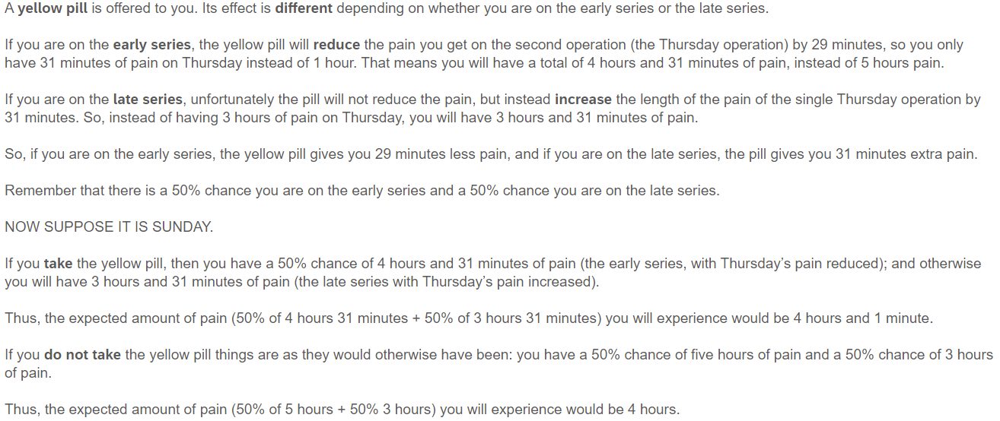 A yellow pill is offered to you. Its effect is different depending on whether you are on the early series or the late series.
If you are on the early series, the yellow pill will reduce the pain you get on the second operation (the Thursday operation) by 29 minutes, so you only
have 31 minutes of pain on Thursday instead of 1 hour. That means you will have a total of 4 hours and 31 minutes of pain, instead of 5 hours pain.
If you are on the late series, unfortunately the pill will not reduce the pain, but instead increase the length of the pain of the single Thursday operation by
31 minutes. So, instead of having 3 hours of pain on Thursday, you will have 3 hours and 31 minutes of pain.
So, if you are on the early series, the yellow pill gives you 29 minutes less pain, and if you are on the late series, the pill gives you 31 minutes extra pain.
Remember that there is a 50% chance you are on the early series and a 50% chance you are on the late series.
NOW SUPPOSE IT IS SUNDAY.
If you take the yellow pill, then you have a 50% chance of 4 hours and 31 minutes of pain (the early series, with Thursday’s pain reduced); and otherwise
you will have 3 hours and 31 minutes of pain (the late series with Thursday’s pain increased).
Thus, the expected amount of pain (50% of 4 hours 31 minutes + 50% of 3 hours 31 minutes) you will experience would be 4 hours and 1 minute.
If you do not take the yellow pill things are as they would otherwise have been: you have a 50% chance of five hours of pain and a 50% chance of 3 hours
of pain.
Thus, the expected amount of pain (50% of 5 hours + 50% 3 hours) you will experience would be 4 hours.